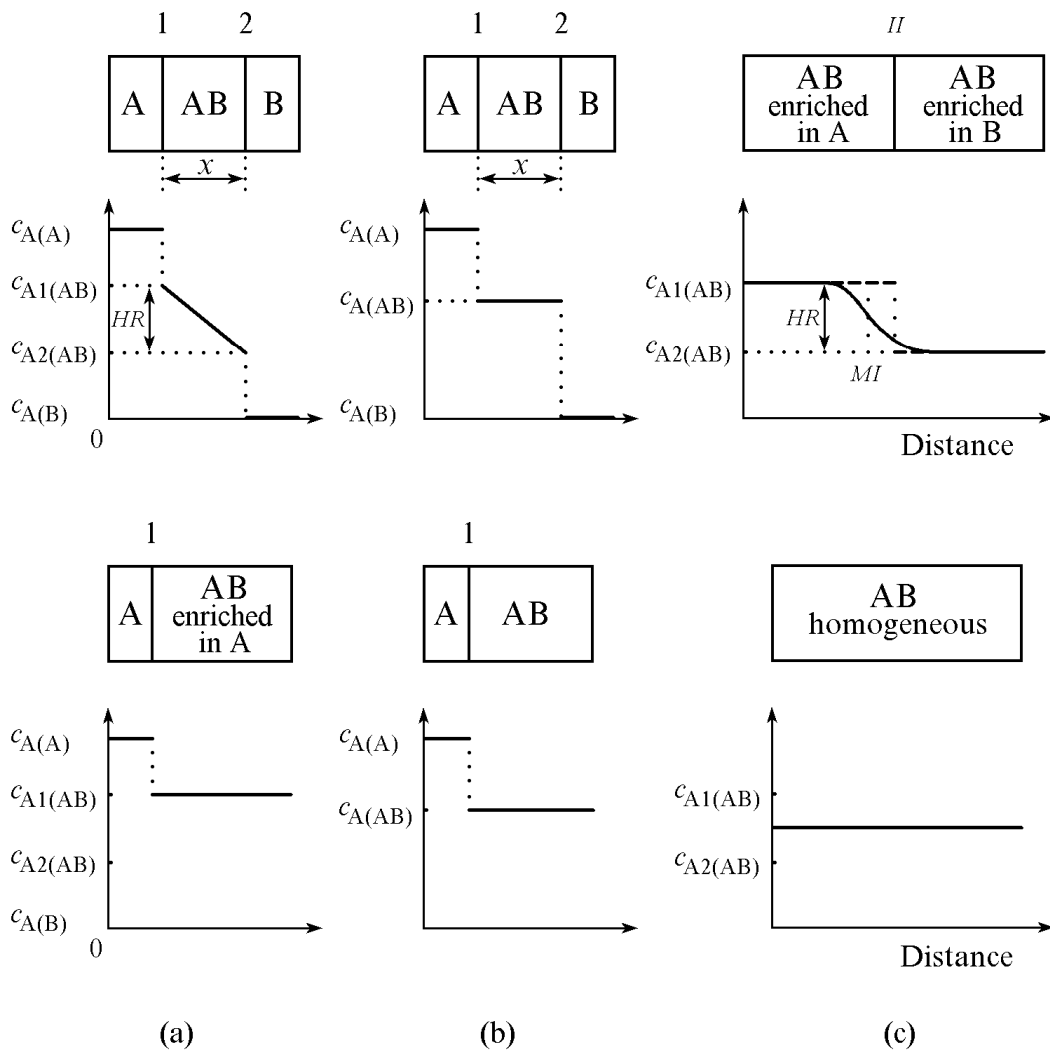 1 2 1 2 II
A AB B A AB B AB enriched in A AB enriched in B
x x
cA(A) cA(A)
cA1(AB) cA(AB) cA1(AB)
HR HR
cA2(AB) cA2(AB)
MI
cA(B) cA(B)
0 Distance
1 1
A AB enriched in A A AB AB homogeneous
cA(A) cA(A)
cA1(AB) cA(AB) cA1(AB)
cA2(AB) cA2(AB)
cA(B)
0 Distance
(a) (b) (c)